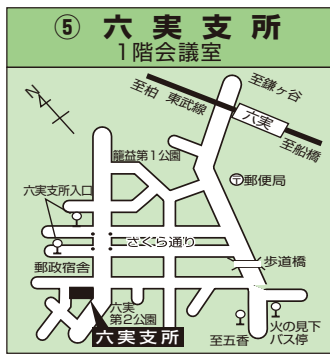 ⑤ 六実支所
1階会議室
N
至鎌ヶ谷
至柏
東武線
六実
至船橋
龍益第1公園
六実支所入口
〒郵便局
さくら通り
郵政宿舎
歩道橋
六実
第2公園
六実支所
至五香
火の見下
バス停